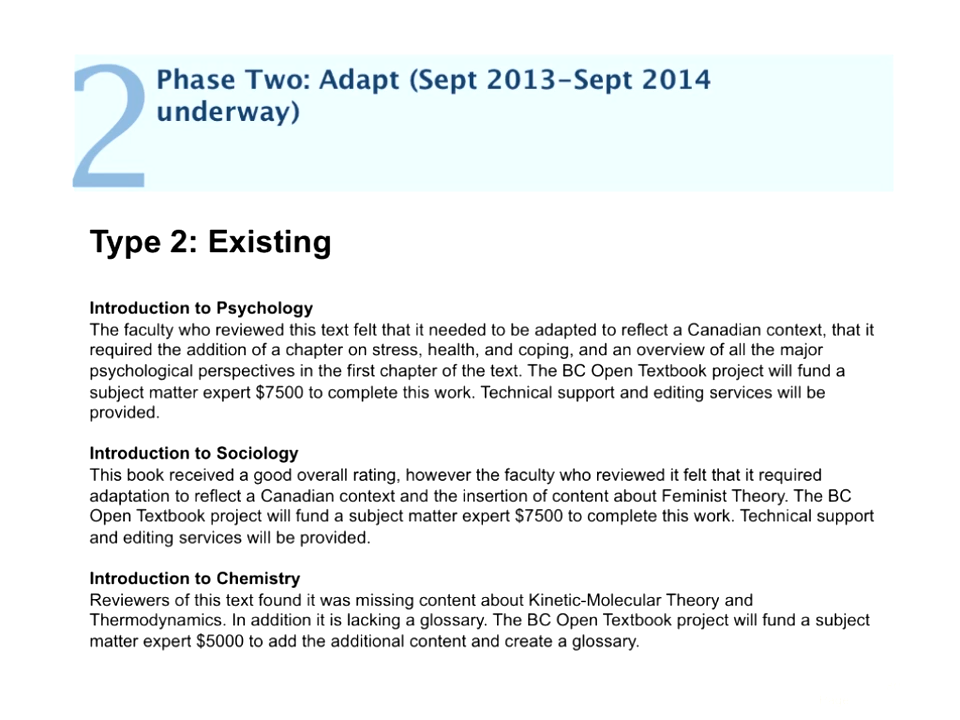 2
Phase Two: Adapt (Sept 2013–Sept 2014
underway)
Type 2: Existing
Introduction to Psychology
The faculty who reviewed this text felt that it needed to be adapted to reflect a Canadian context, that it
required the addition of a chapter on stress, health, and coping, and an overview of all the major
psychological perspectives in the first chapter of the text. The BC Open Textbook project will fund a
subject matter expert $7500 to complete this work. Technical support and editing services will be
provided.
Introduction to Sociology
This book received a good overall rating, however the faculty who reviewed it felt that it required
adaptation to reflect a Canadian context and the insertion of content about Feminist Theory. The BC
Open Textbook project will fund a subject matter expert $7500 to complete this work. Technical support
and editing services will be provided.
Introduction to Chemistry
Reviewers of this text found it was missing content about Kinetic-Molecular Theory and
Thermodynamics. In addition it is lacking a glossary. The BC Open Textbook project will fund a subject
matter expert $5000 to add the additional content and create a glossary.